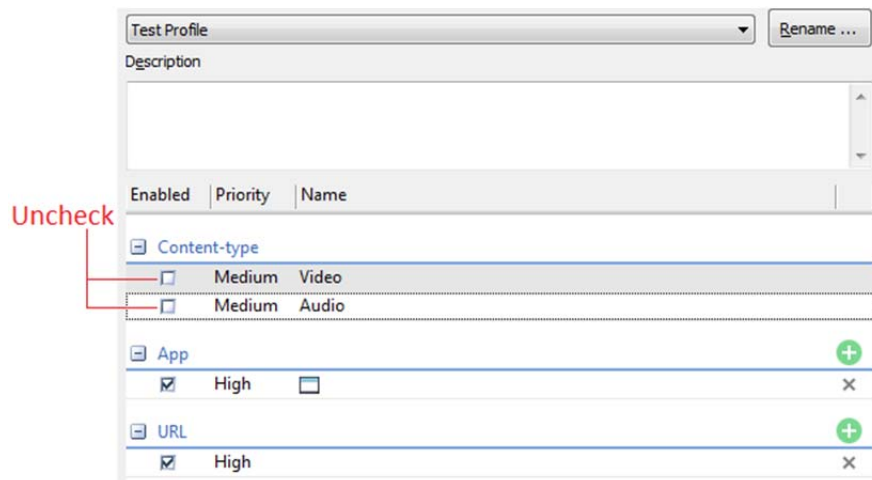 Test Profile
Rename ...
Description
Enabled Priority Name
Uncheck
Content-type
Medium Video
Medium Audio
App
High
URL
High